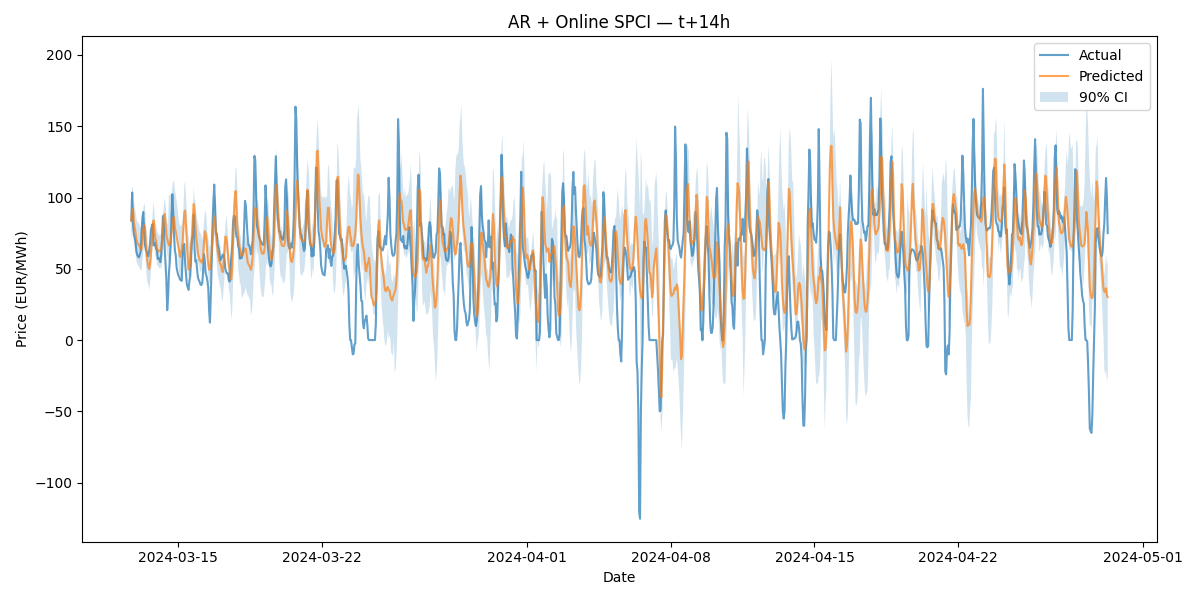 AR + Online SPCI — t+14h
Actual
Predicted
90% CI
Price (EUR/MWh)
200
150
100
50
0
−50
−100
2024-03-15
2024-03-22
2024-04-01
2024-04-08
2024-04-15
2024-04-22
2024-05-01
Date